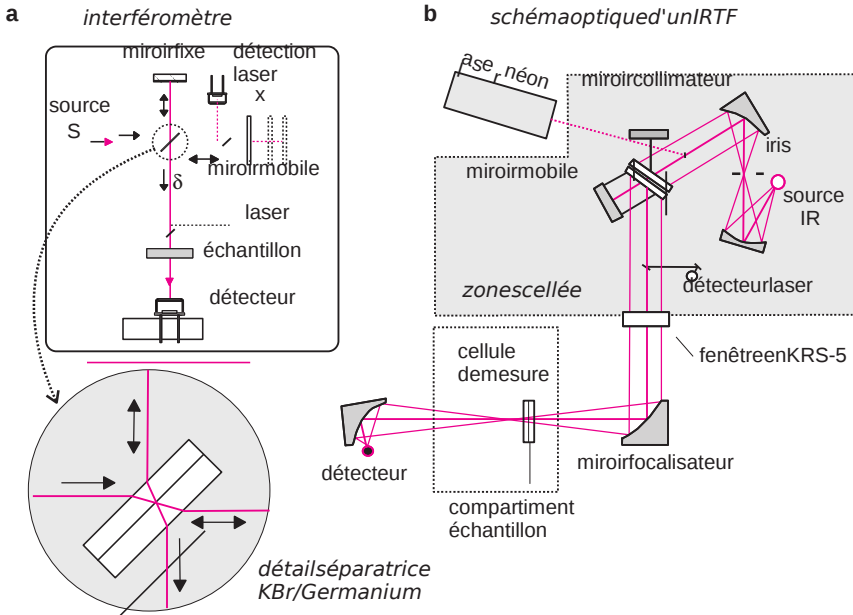 a
interféromètre
miroirfixe
détection
laser
x
source
S
miroirmobile
δ
laser
échantillon
détecteur
détailséparatrice
KBr/Germanium
b
schémaoptiqued'unIRTF
ase
néon
miroircollimateur
iris
miroirmobile
source
IR
détecteurlaser
zonescellée
fenêtreenKRS-5
cellule
demesure
détecteur
miroirfocalisateur
compartiment
échantillon